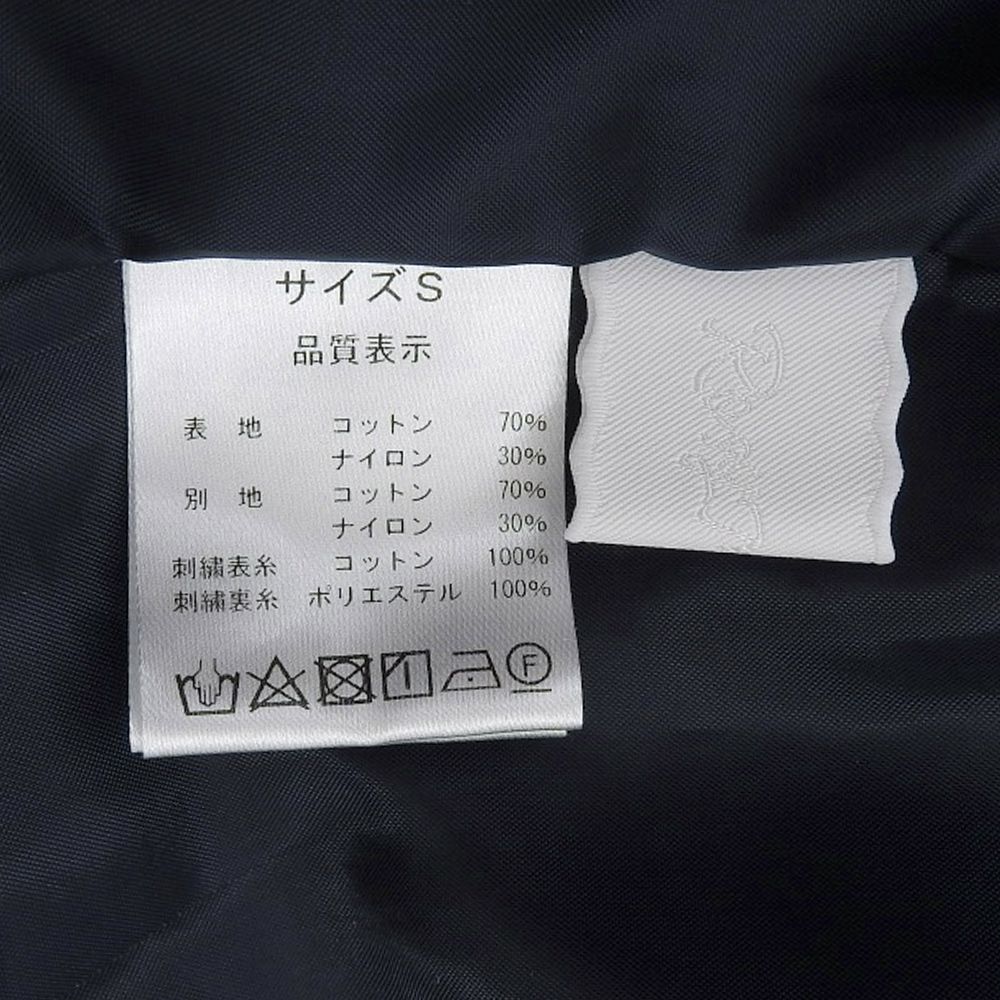 サイズS
品質表示
表 地 コットン 70%
ナイロン 30%
別 地 コットン 70%
ナイロン 30%
刺繍表糸 コットン 100%
刺繍裏糸 ポリエステル 100%
F